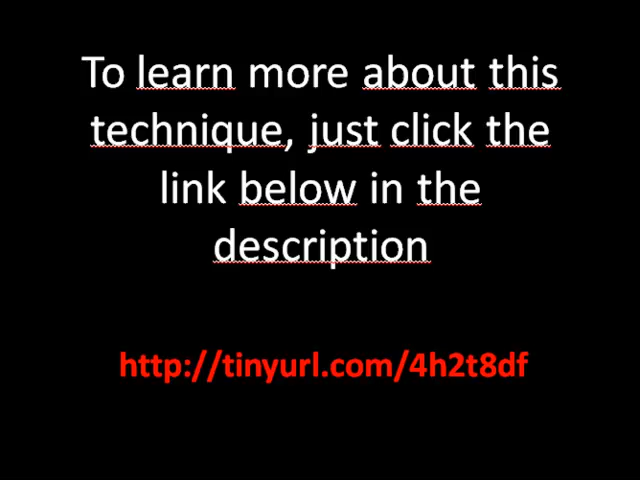 To learn more about this
technique, just click the
link below in the
description
http://tinyurl.com/4h2t8df